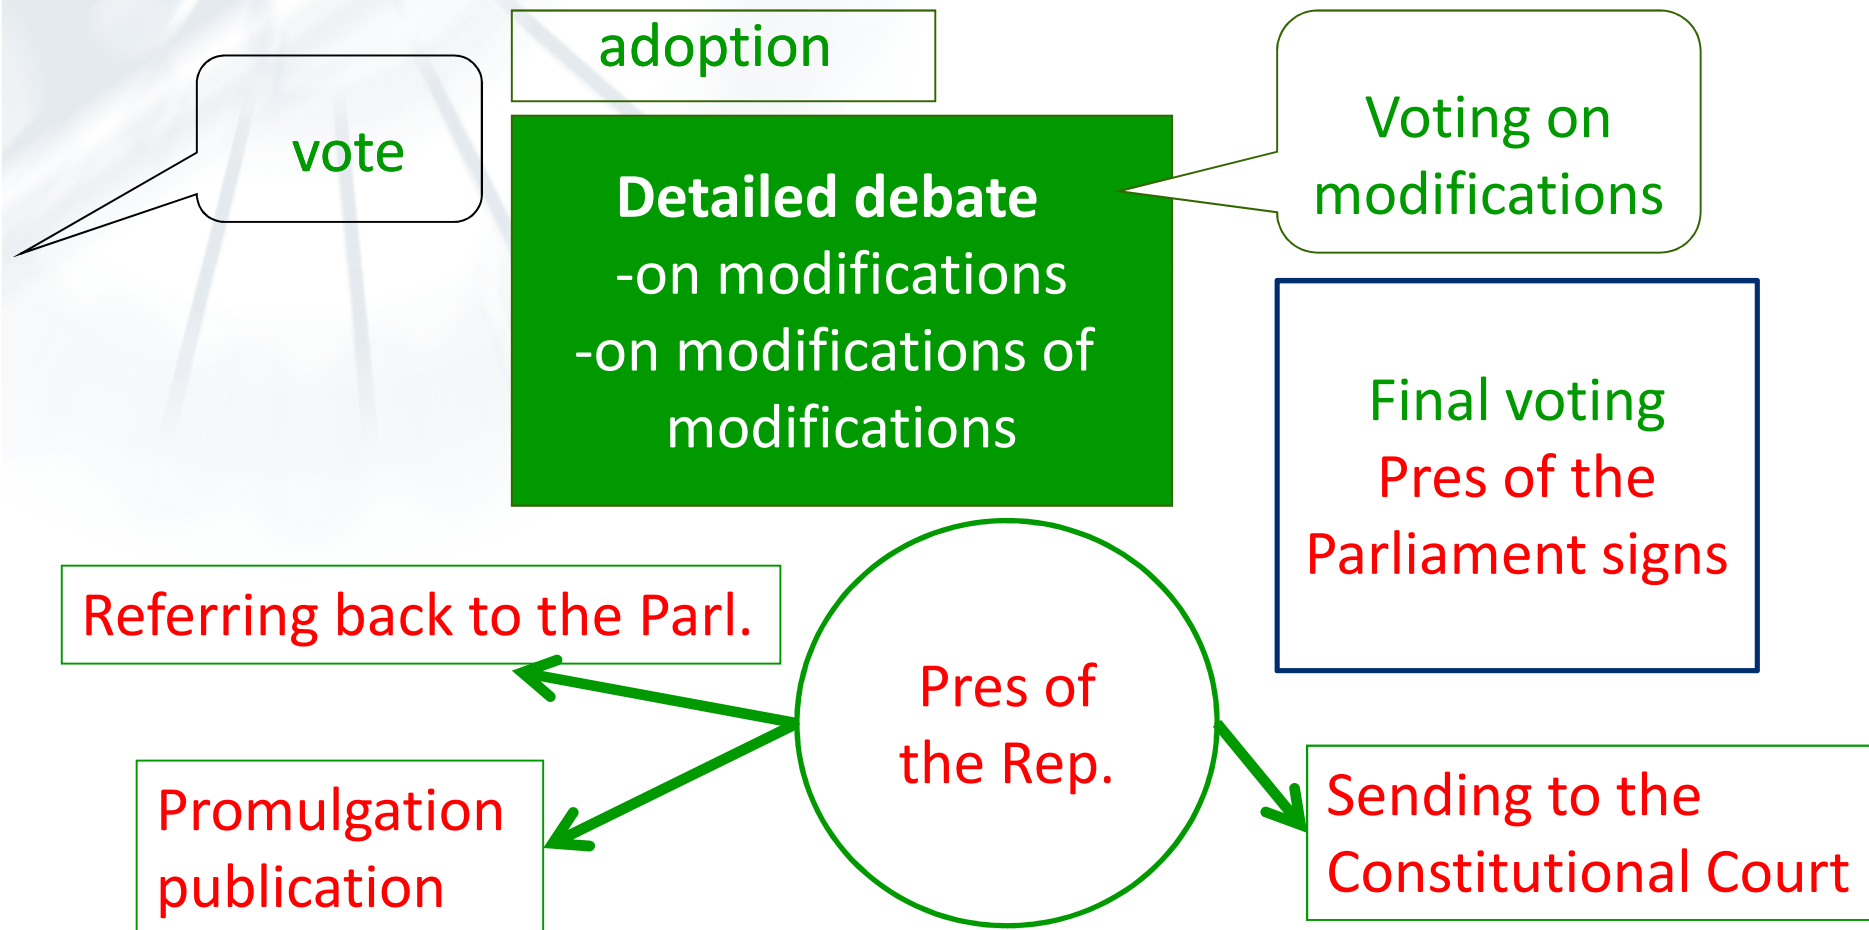 adoption
vote
Voting on
modifications
Detailed debate
-on modifications
-on modifications of
modifications
Final voting
Pres of the
Parliament signs
Referring back to the Parl.
Pres of
the Rep.
Promulgation
publication
Sending to the
Constitutional Court